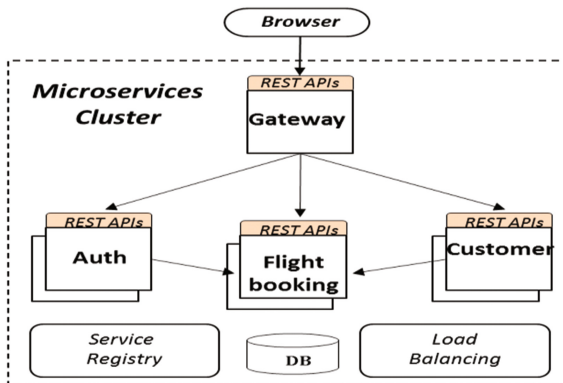 Browser
Microservices
Cluster
REST APIs
Gateway
REST APIs
Auth
REST APIs
Flight
booking
REST APIs
Customer
Service
Registry
DB
Load
Balancing